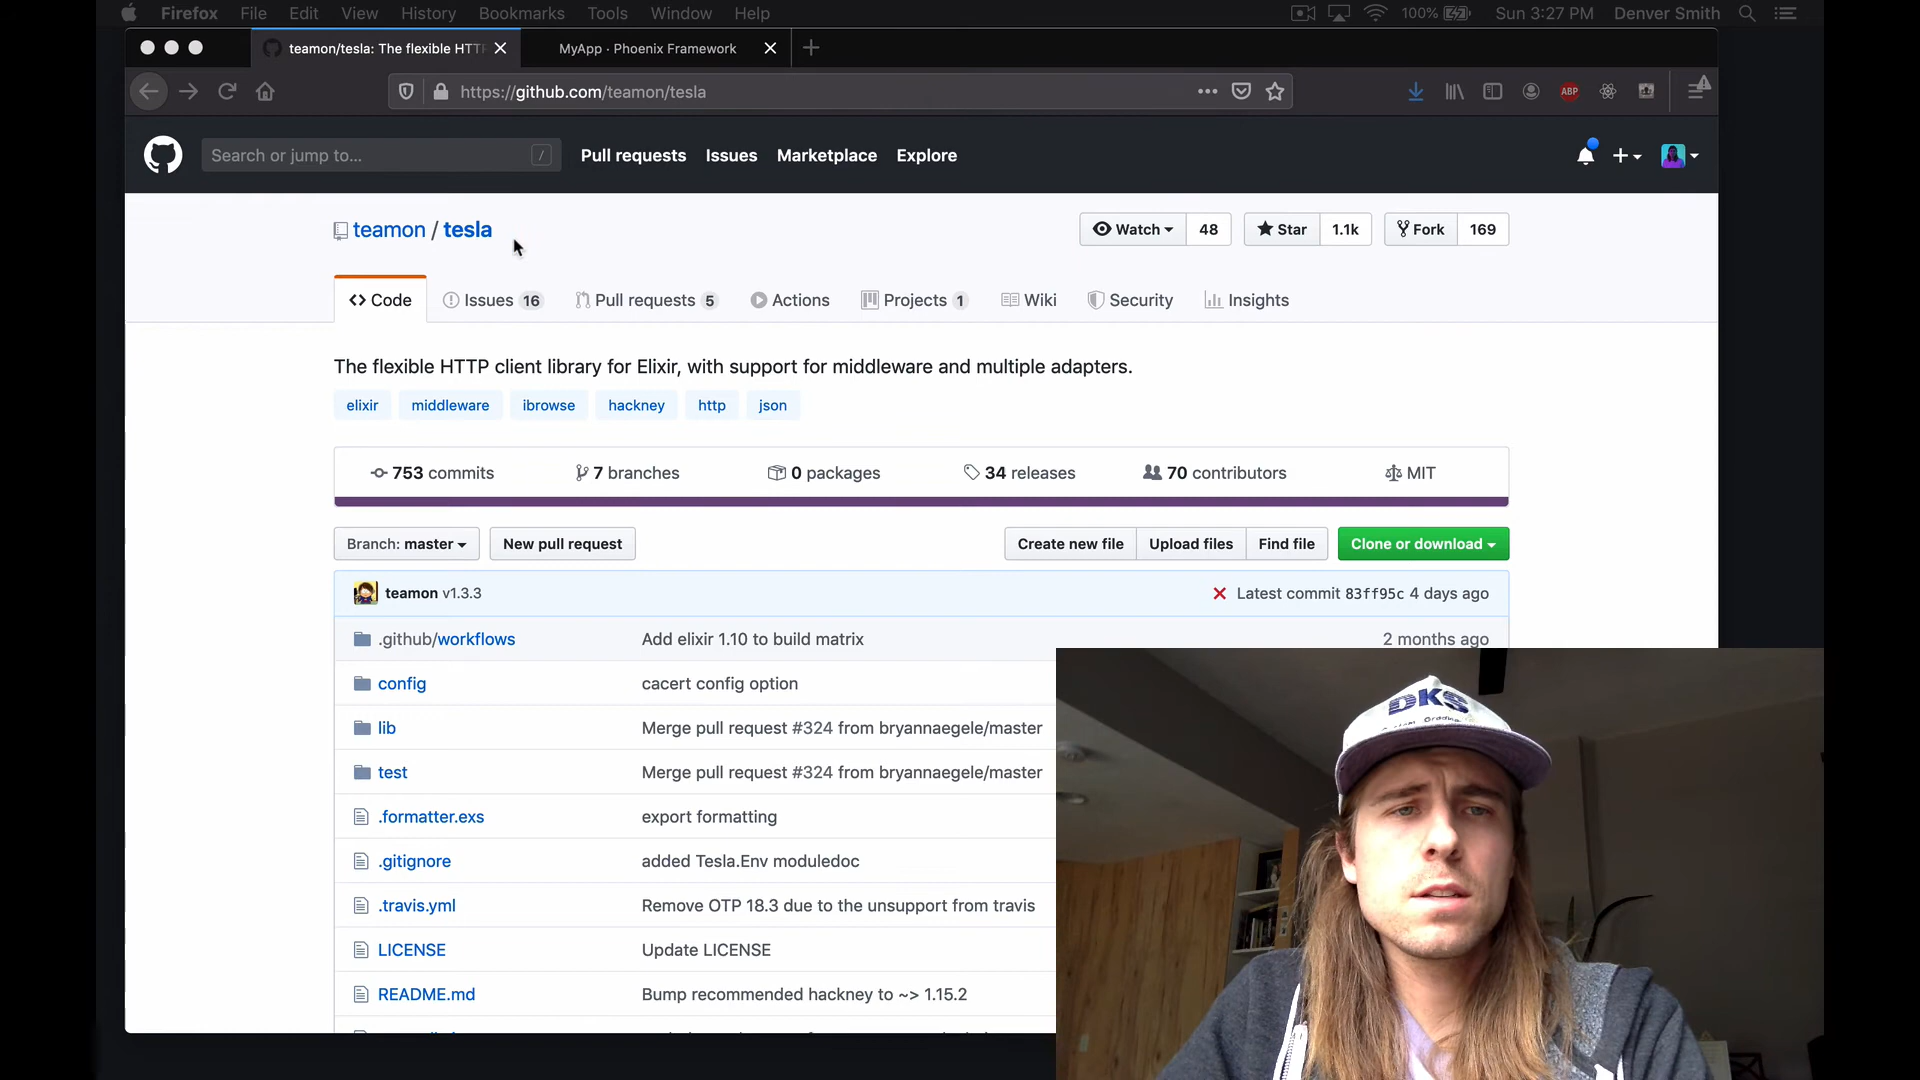 Firefox File Edit View History Bookmarks Tools Window Help 100% Sun 3:27 PM Denver Smith
teamon/tesla: The flexible HTT MyApp · Phoenix Framework
https://github.com/teamon/tesla ABP
Search or jump to... / Pull requests Issues Marketplace Explore
teamon / tesla Watch 48 Star 1.1k Fork 169
Code Issues 16 Pull requests 5 Actions Projects 1 Wiki Security Insights
The flexible HTTP client library for Elixir, with support for middleware and multiple adapters.
elixir middleware ibrowse hackney http json
753 commits 7 branches 0 packages 34 releases 70 contributors MIT
Branch: master New pull request Create new file Upload files Find file Clone or download
teamon v1.3.3 Latest commit 83ff95c 4 days ago
.github/workflows Add elixir 1.10 to build matrix 2 months ago
config cacert config option
lib Merge pull request #324 from bryannaegele/master
test Merge pull request #324 from bryannaegele/master
.formatter.exs export formatting
.gitignore added Tesla.Env moduledoc
.travis.yml Remove OTP 18.3 due to the unsupport from travis
LICENSE Update LICENSE
README.md Bump recommended hackney to ~> 1.15.2
DKS